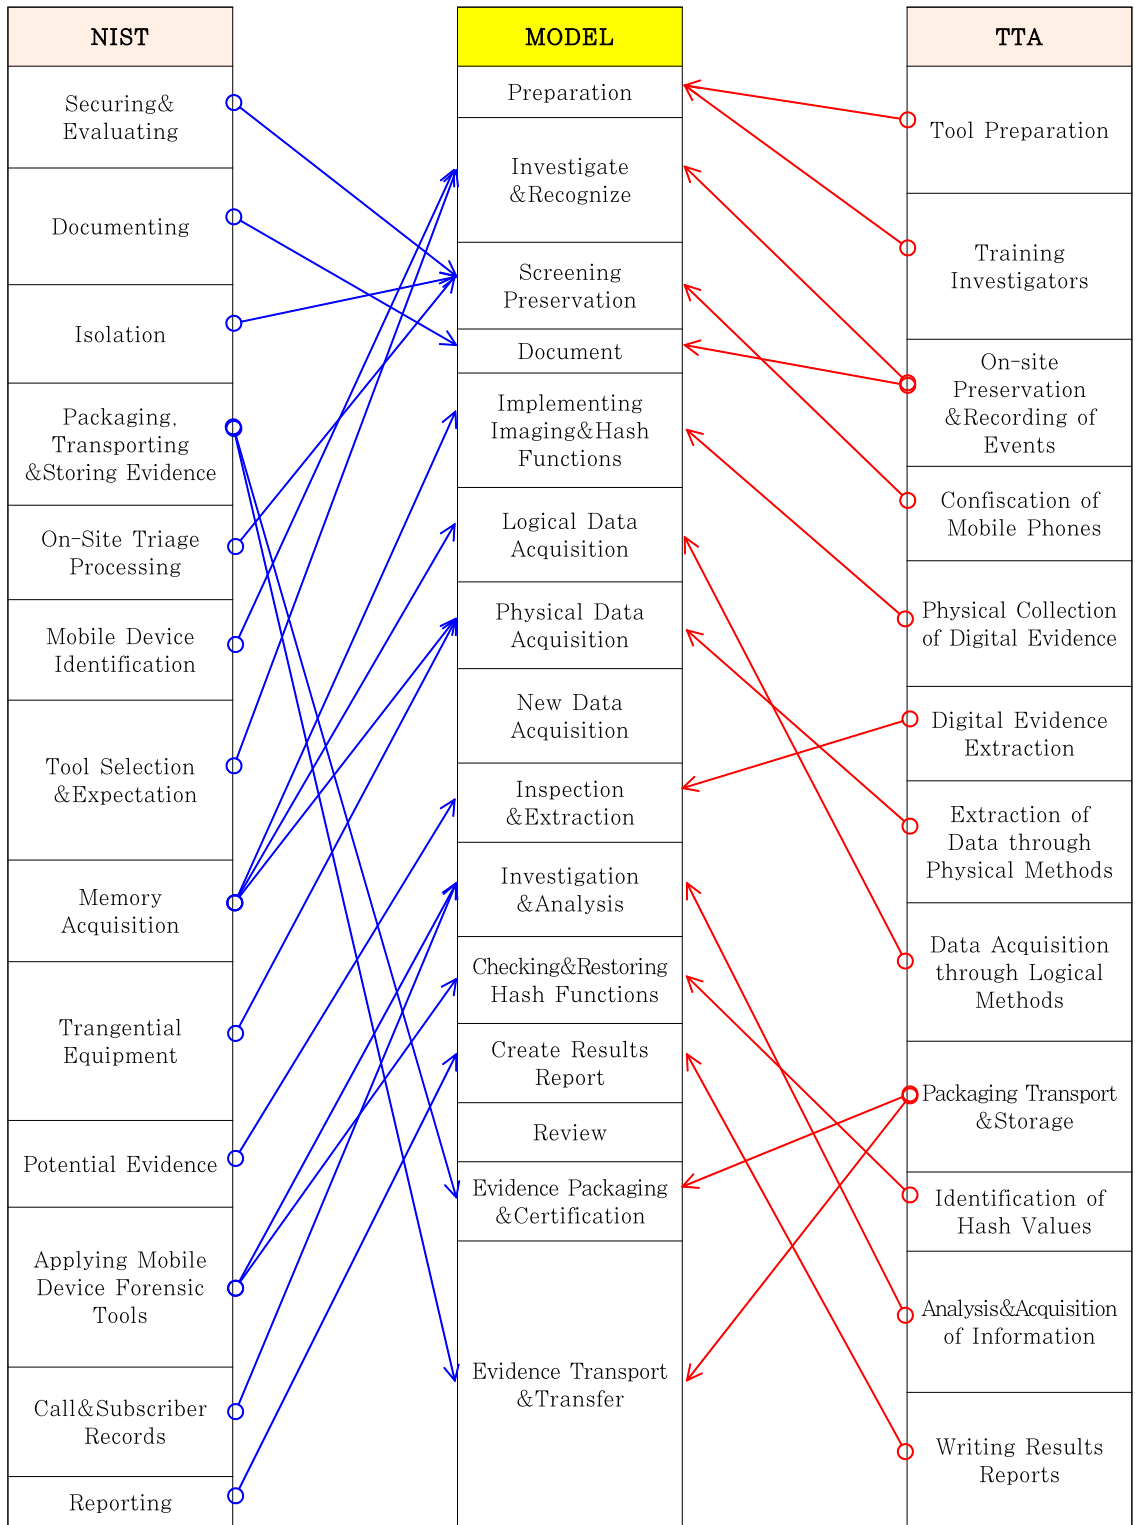 NIST
Securing&
Evaluating
Documenting
Isolation
Packaging,
Transporting
&Storing Evidence
On-Site Triage
Processing
Mobile Device
Identification
Tool Selection
&Expectation
Memory
Acquisition
Trangential
Equipment
Potential Evidence
Applying Mobile
Device Forensic
Tools
Call&Subscriber
Records
Reporting
MODEL
Preparation
Investigate
&Recognize
Screening
Preservation
Document
Implementing
Imaging&Hash
Functions
Logical Data
Acquisition
Physical Data
Acquisition
New Data
Acquisition
Inspection
&Extraction
Investigation
&Analysis
Checking&Restoring
Hash Functions
Create Results
Report
Review
Evidence Packaging
&Certification
Evidence Transport
&Transfer
TTA
Tool Preparation
Training
Investigators
On-site
Preservation
&Recording of
Events
Confiscation of
Mobile Phones
Physical Collection
of Digital Evidence
Digital Evidence
Extraction
Extraction of
Data through
Physical Methods
Data Acquisition
through Logical
Methods
Packaging Transport
&Storage
Identification of
Hash Values
Analysis&Acquisition
of Information
Writing Results
Reports